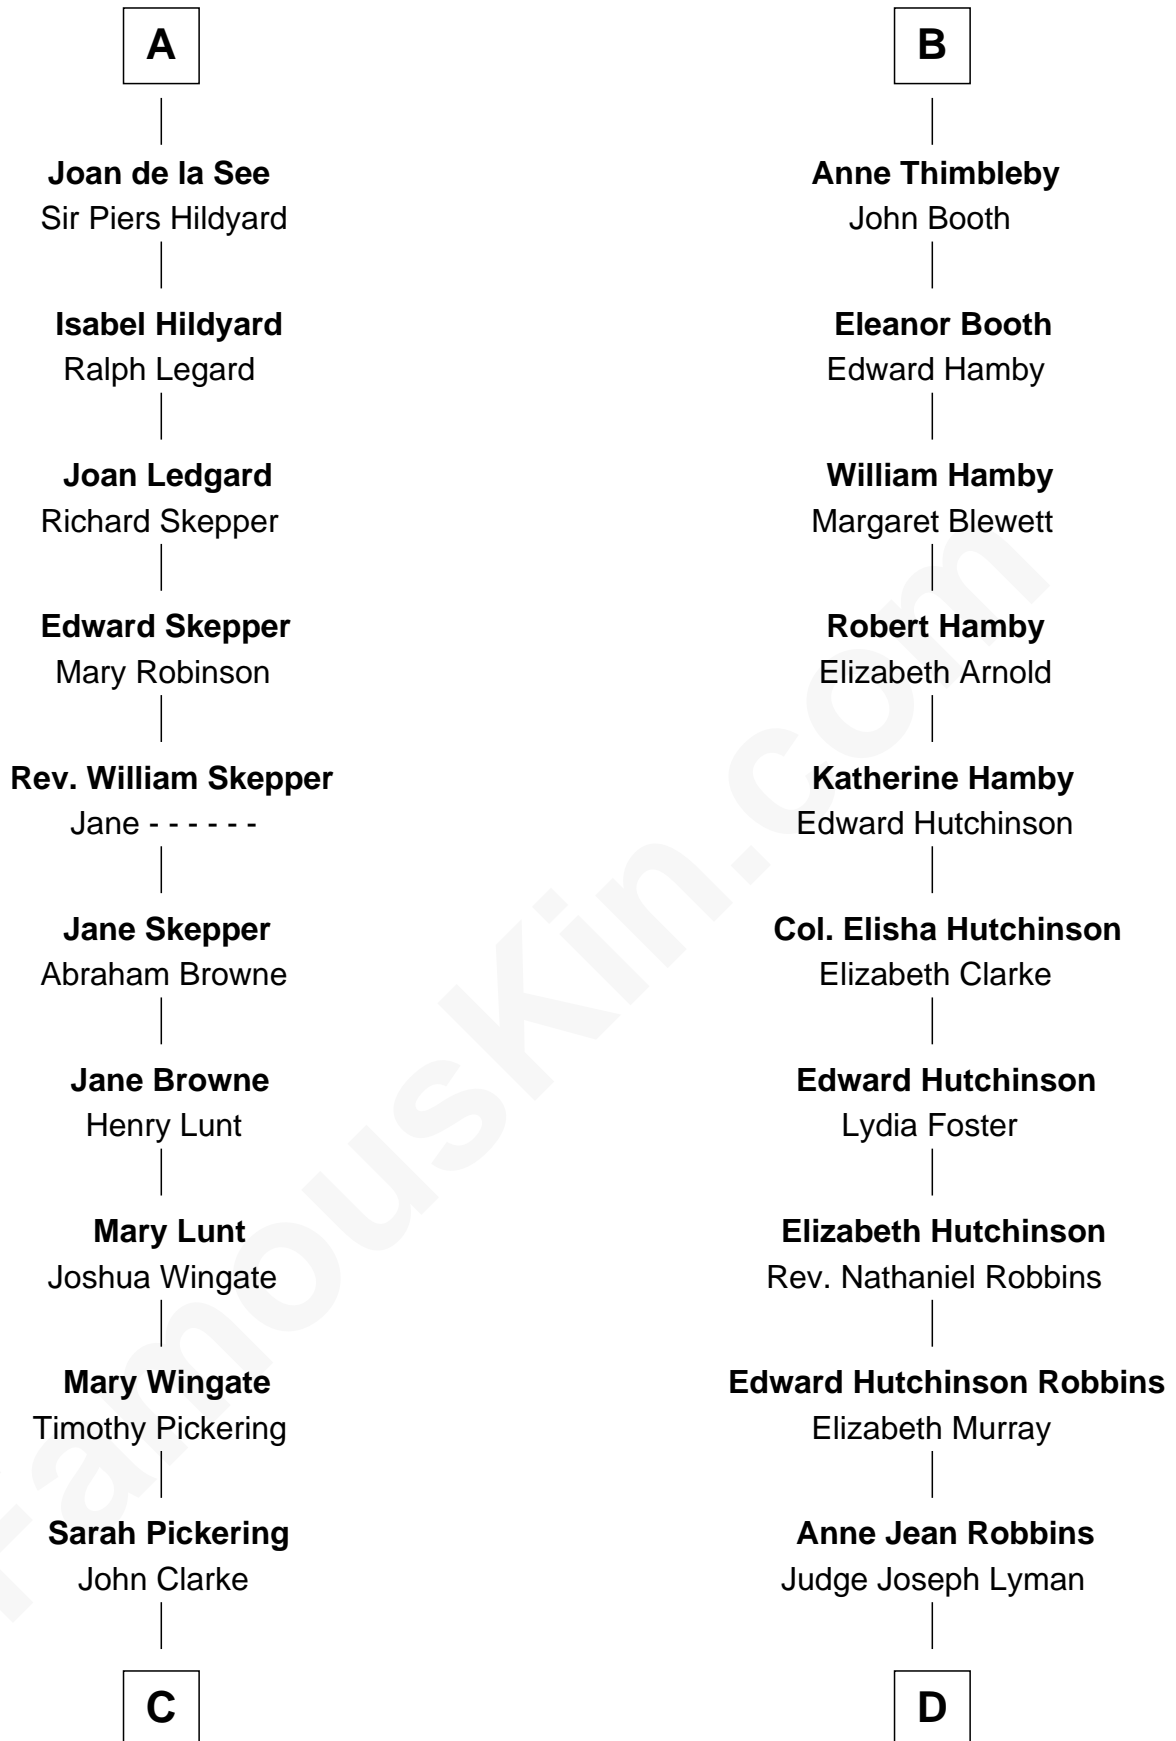 A
Joan de la See
Sir Piers Hildyard
Isabel Hildyard
Ralph Legard
Joan Ledgard
Richard Skepper
Edward Skepper
Mary Robinson
Rev. William Skepper
Jane - - - - - -
Jane Skepper
Abraham Browne
Jane Browne
Henry Lunt
Mary Lunt
Joshua Wingate
Mary Wingate
Timothy Pickering
Sarah Pickering
John Clarke
C
B
Anne Thimbleby
John Booth
Eleanor Booth
Edward Hamby
William Hamby
Margaret Blewett
Robert Hamby
Elizabeth Arnold
Katherine Hamby
Edward Hutchinson
Col. Elisha Hutchinson
Elizabeth Clarke
Edward Hutchinson
Lydia Foster
Elizabeth Hutchinson
Rev. Nathaniel Robbins
Edward Hutchinson Robbins
Elizabeth Murray
Anne Jean Robbins
Judge Joseph Lyman
D
FamousKin.com